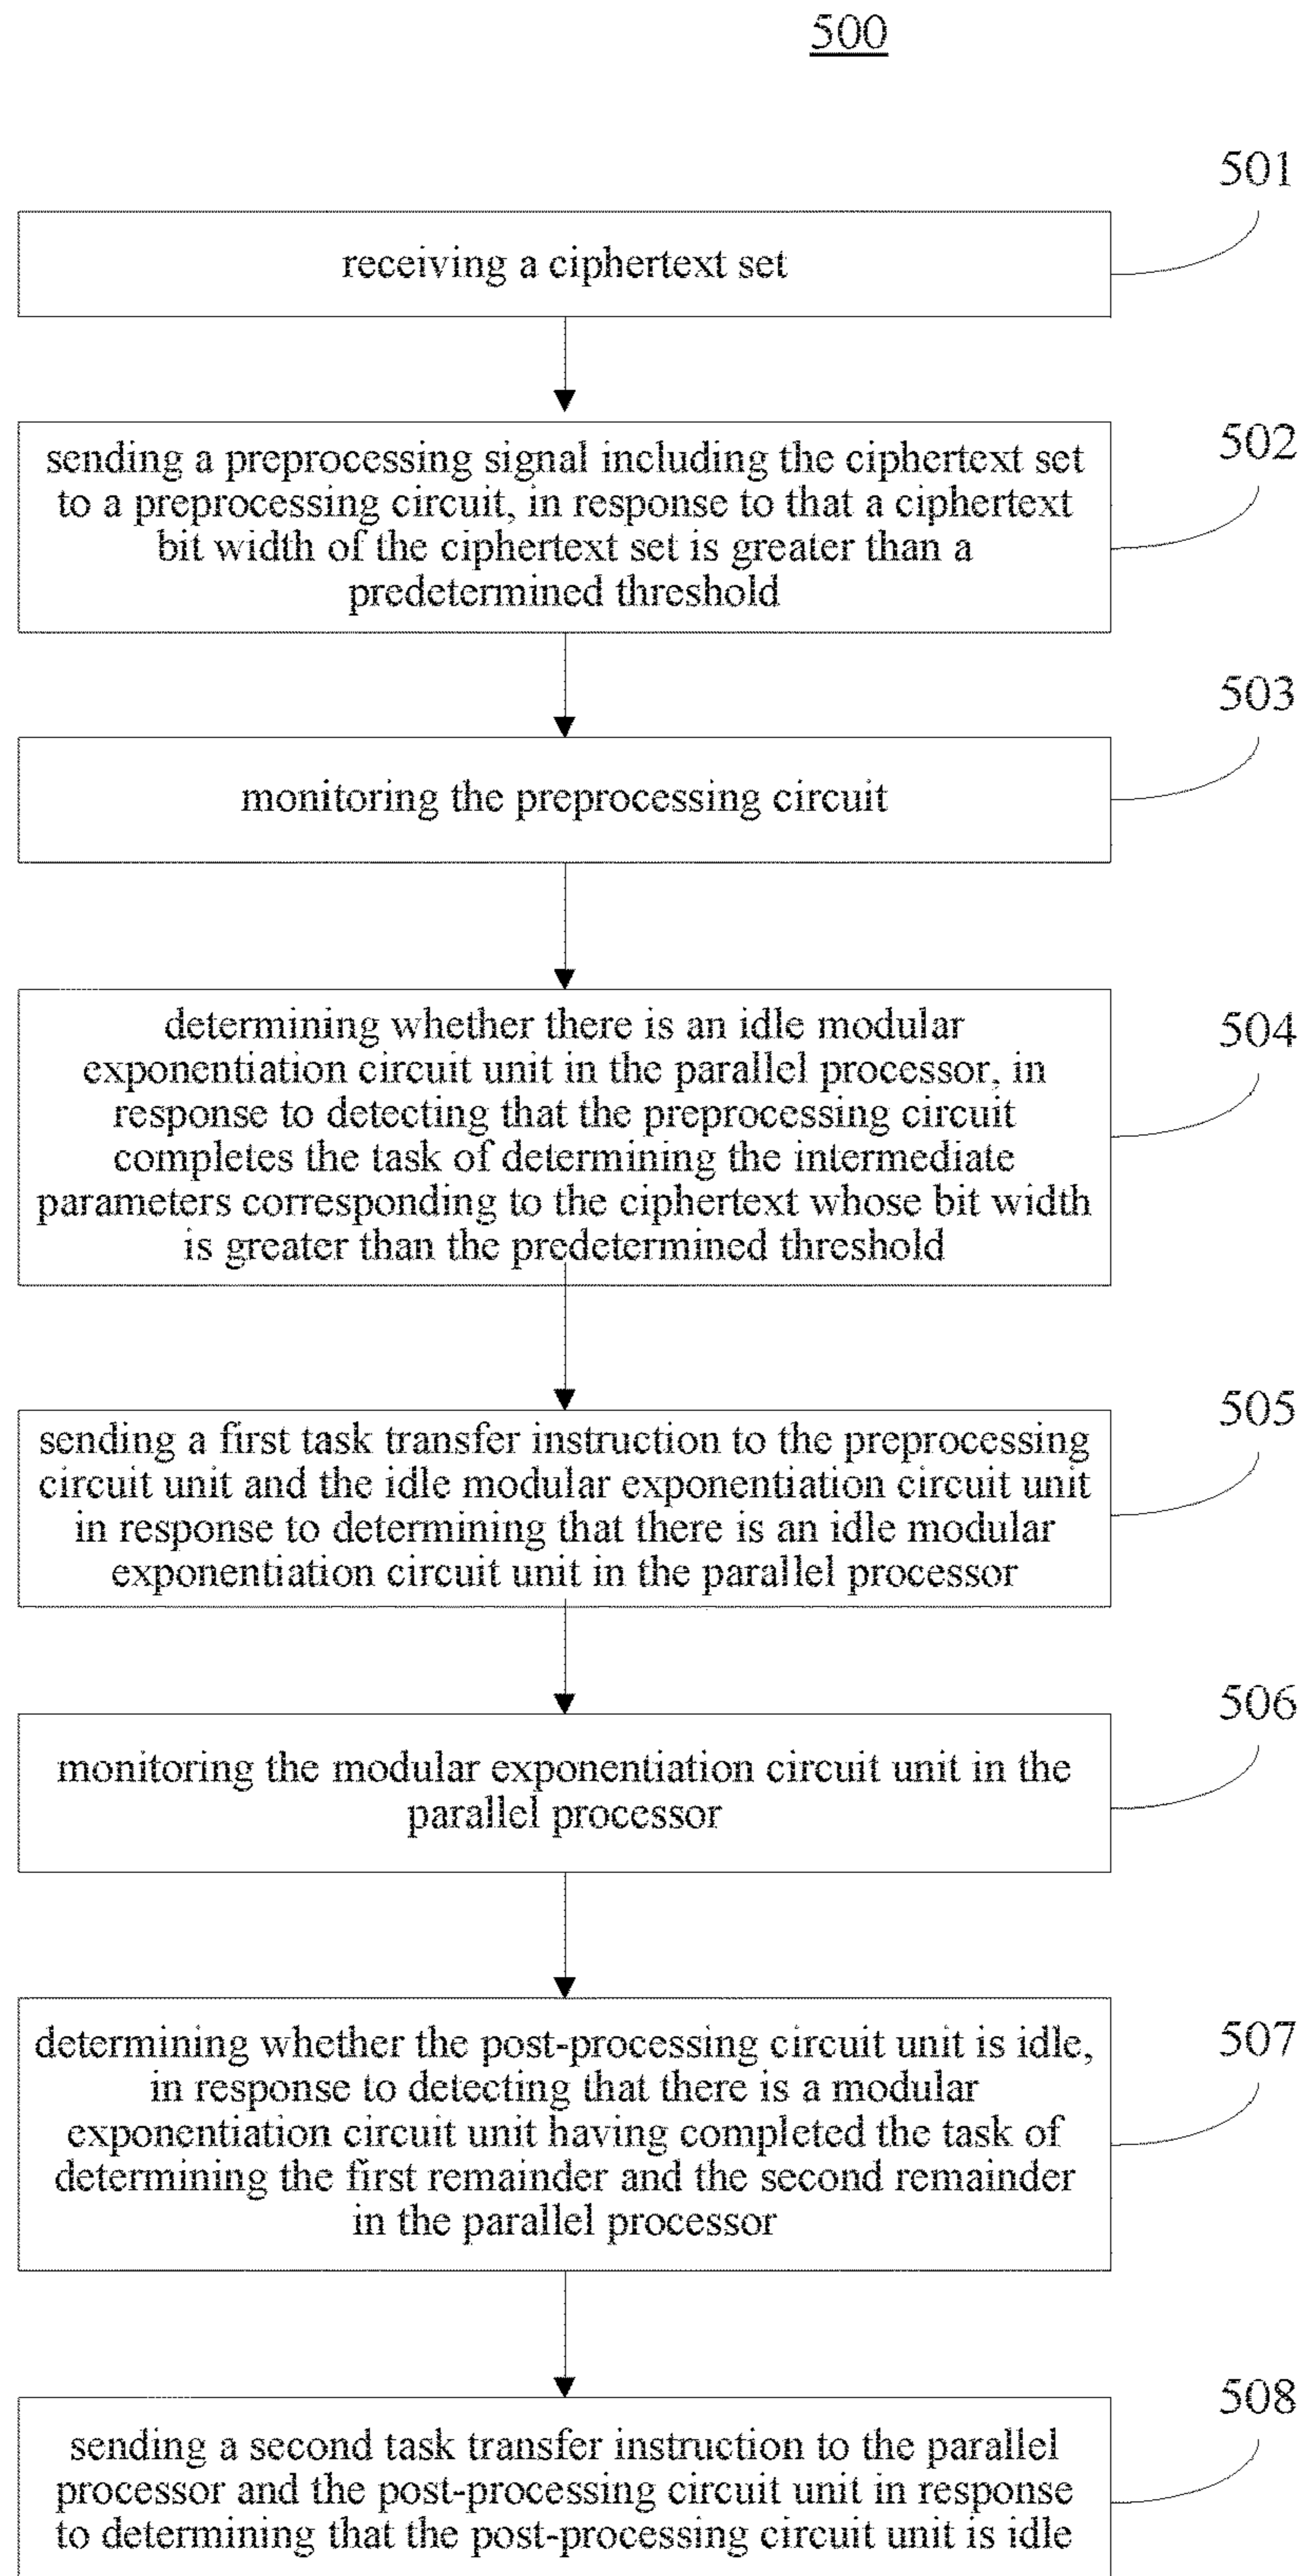 500
501
receiving a ciphertext set
502
sending a preprocessing signal including the ciphertext set
to a preprocessing circuit, in response to that a ciphertext
bit width of the ciphertext set is greater than a
predetermined threshold
503
monitoring the preprocessing circuit
504
determining whether there is an idle modular
exponentiation circuit unit in the parallel processor, in
response to detecting that the preprocessing circuit
completes the task of determining the intermediate
parameters corresponding to the ciphertext whose bit width
is greater than the predetermined threshold
505
sending a first task transfer instruction to the preprocessing
circuit unit and the idle modular exponentiation circuit unit
in response to determining that there is an idle modular
exponentiation circuit unit in the parallel processor
506
monitoring the modular exponentiation circuit unit in the
parallel processor
507
determining whether the post-processing circuit unit is idle,
in response to detecting that there is a modular
exponentiation circuit unit having completed the task of
determining the first remainder and the second remainder
in the parallel processor
508
sending a second task transfer instruction to the parallel
processor and the post-processing circuit unit in response
to determining that the post-processing circuit unit is idle